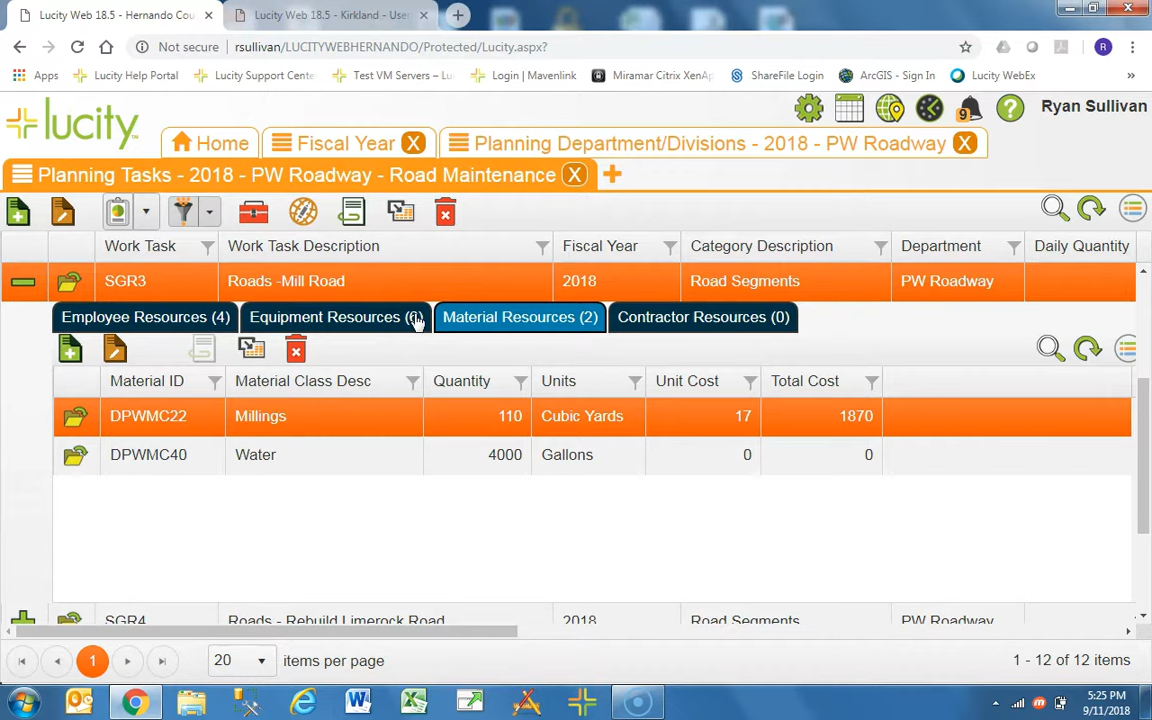 Lucity Web 18.5 - Hernando Cou
Lucity Web 18.5 - Kirkland - Use
Not secure rsullivan/LUCITYWEBHERNANDO/Protected/Lucity.aspx?
R
Apps Lucity Help Portal Lucity Support Cente Test VM Servers – Lu Login | Mavenlink Miramar Citrix XenAp ShareFile Login ArcGIS - Sign In Lucity WebEx »
lucity
9 Ryan Sullivan
Home Fiscal Year X Planning Department/Divisions - 2018 - PW Roadway X
Planning Tasks - 2018 - PW Roadway - Road Maintenance X
Work Task Work Task Description Fiscal Year Category Description Department Daily Quantity
SGR3 Roads -Mill Road 2018 Road Segments PW Roadway
Employee Resources (4) Equipment Resources Material Resources (2) Contractor Resources (0)
Material ID Material Class Desc Quantity Units Unit Cost Total Cost
DPWMC22 Millings 110 Cubic Yards 17 1870
DPWMC40 Water 4000 Gallons 0 0
SGR4 Roads - Rebuild Limerock Road 2018 Road Segments PW Roadway
1 20 items per page 1 - 12 of 12 items
5:25 PM
9/11/2018